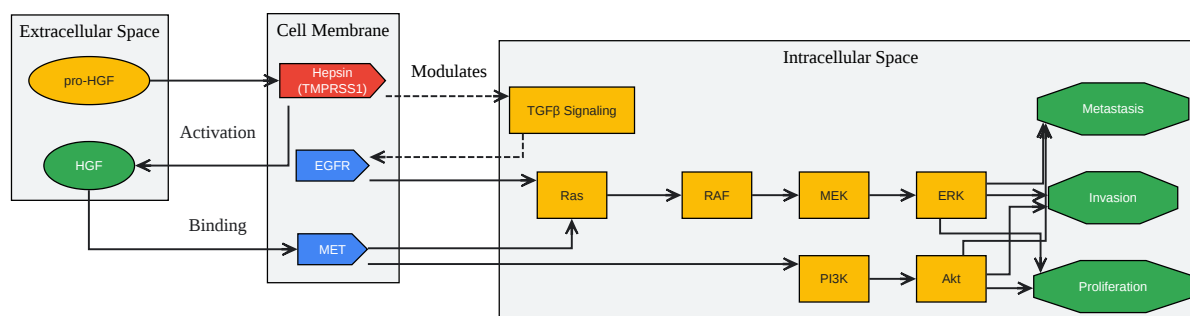 Extracellular Space
Cell Membrane
Intracellular Space
pro-HGF
Hepsin
(TMPRSS1)
Modulates
TGFβ Signaling
Metastasis
Activation
HGF
EGFR
Ras
RAF
MEK
ERK
Invasion
Binding
MET
PI3K
Akt
Proliferation